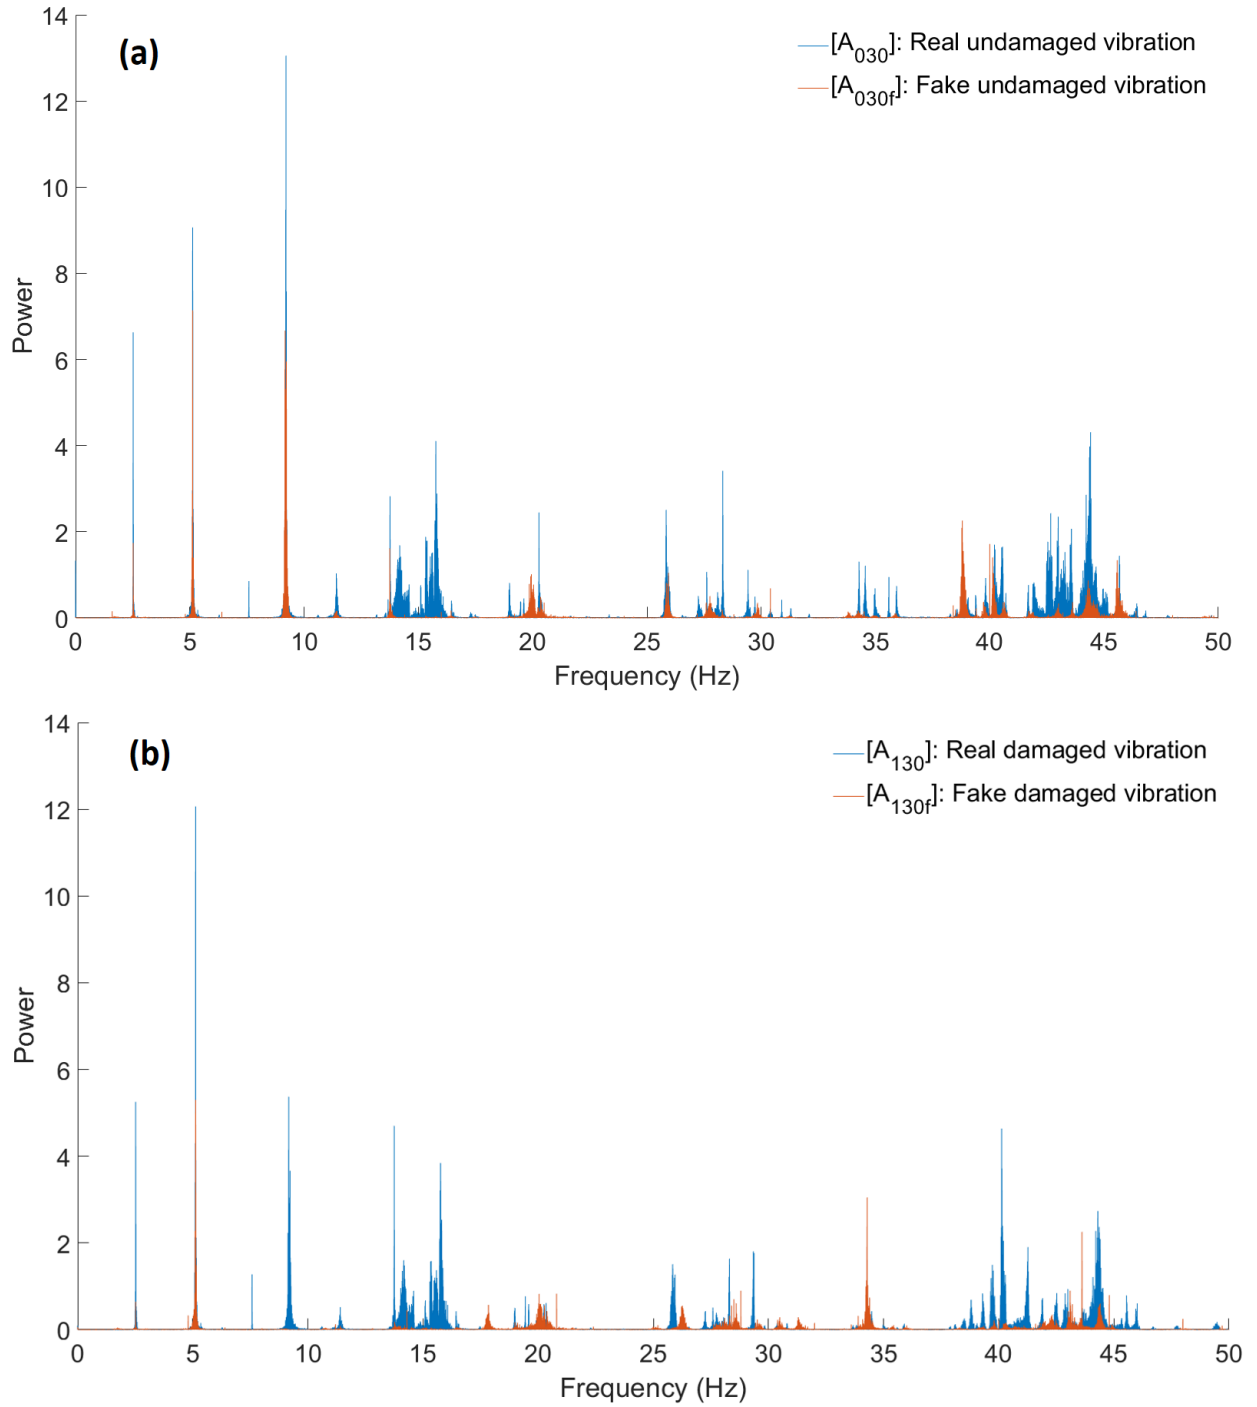 14
(a)
[A030]: Real undamaged vibration
[A030f]: Fake undamaged vibration
12
10
8
6
4
2
0
Power
0 5 10 15 20 25 30 35 40 45 50
Frequency (Hz)
14
(b)
[A130]: Real damaged vibration
[A130f]: Fake damaged vibration
12
10
8
6
4
2
0
Power
0 5 10 15 20 25 30 35 40 45 50
Frequency (Hz)